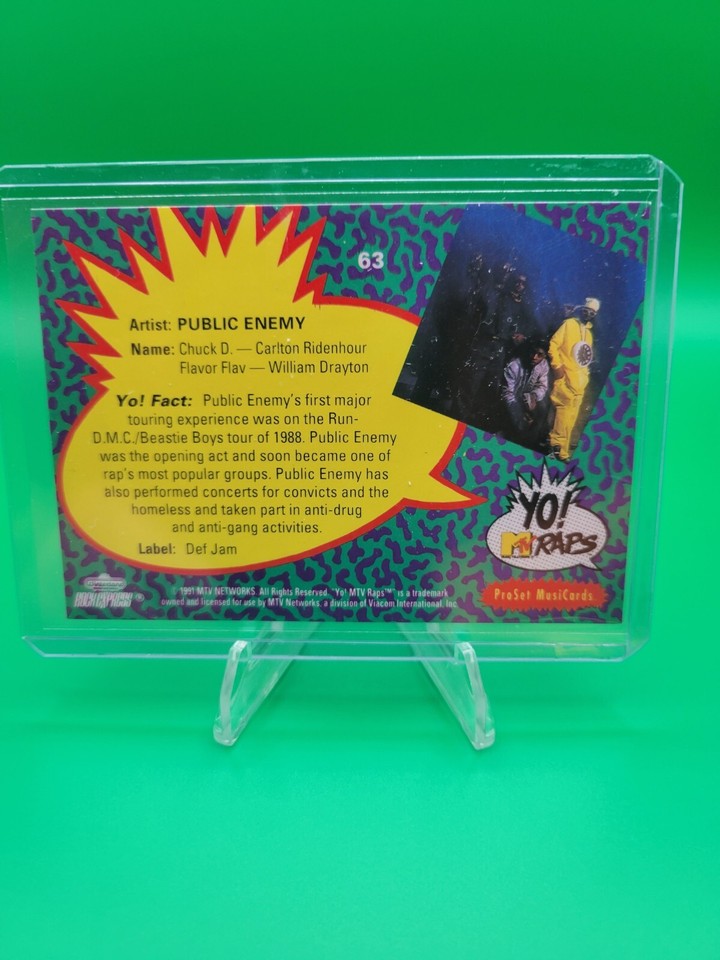 63
Artist: PUBLIC ENEMY
Name: Chuck D. — Carlton Ridenhour
Flavor Flav — William Drayton
Yo! Fact: Public Enemy's first major
touring experience was on the Run-
D.M.C./Beastie Boys tour of 1988. Public Enemy
was the opening act and soon became one of
rap's most popular groups. Public Enemy has
also performed concerts for convicts and the
homeless and taken part in anti-drug
and anti-gang activities.
Label: Def Jam
YO!
MTV RAPS
ProSet MusiCards
© 1991 MTV NETWORKS. All Rights Reserved. "Yo! MTV Raps"™ is a trademark
owned and licensed for use by MTV Networks, a division of Viacom International, Inc.